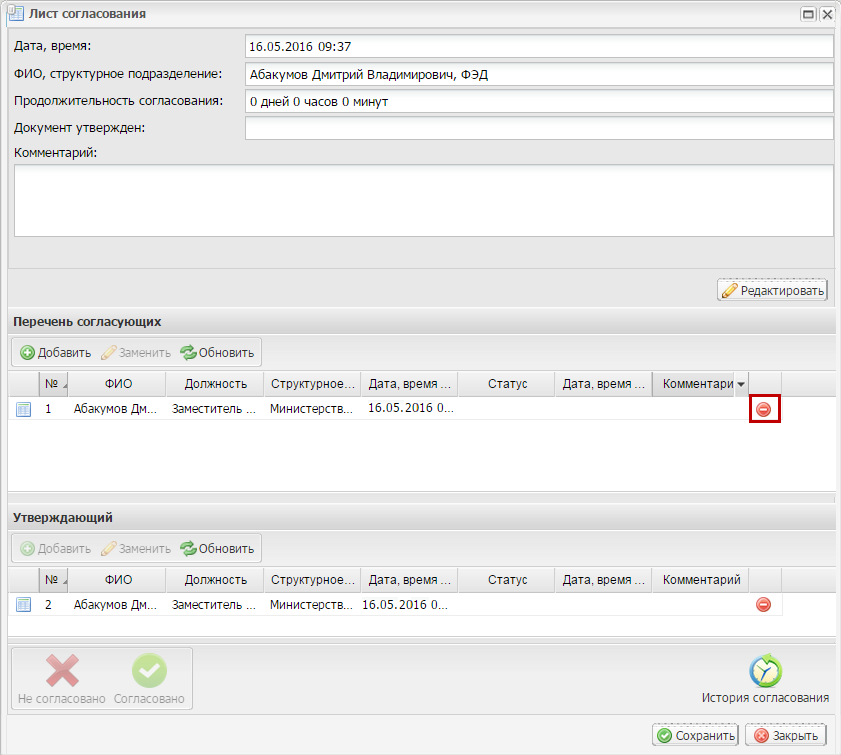 Лист согласования
Дата, время: 16.05.2016 09:37
ФИО, структурное подразделение: Абакумов Дмитрий Владимирович, ФЭД
Продолжительность согласования: 0 дней 0 часов 0 минут
Документ утвержден:
Комментарий:
Редактировать
Перечень согласующих
Добавить Заменить Обновить
№ ФИО Должность Структурное... Дата, время ... Статус Дата, время ... Комментари
1 Абакумов Дм... Заместитель ... Министерств... 16.05.2016 0...
Утверждающий
Добавить Заменить Обновить
№ ФИО Должность Структурное... Дата, время ... Статус Дата, время ... Комментарий
2 Абакумов Дм... Заместитель ... Министерств... 16.05.2016 0...
Не согласовано Согласовано История согласования
Сохранить Закрыть